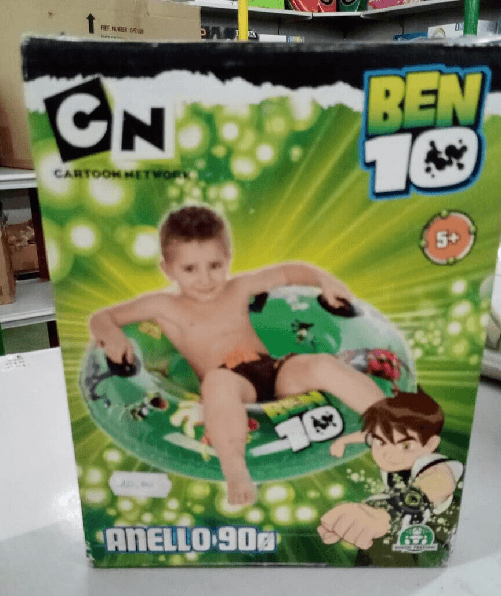 CN
CARTOON NETWORK
BEN
10
5+
BEN
10
ANELLO 90ø